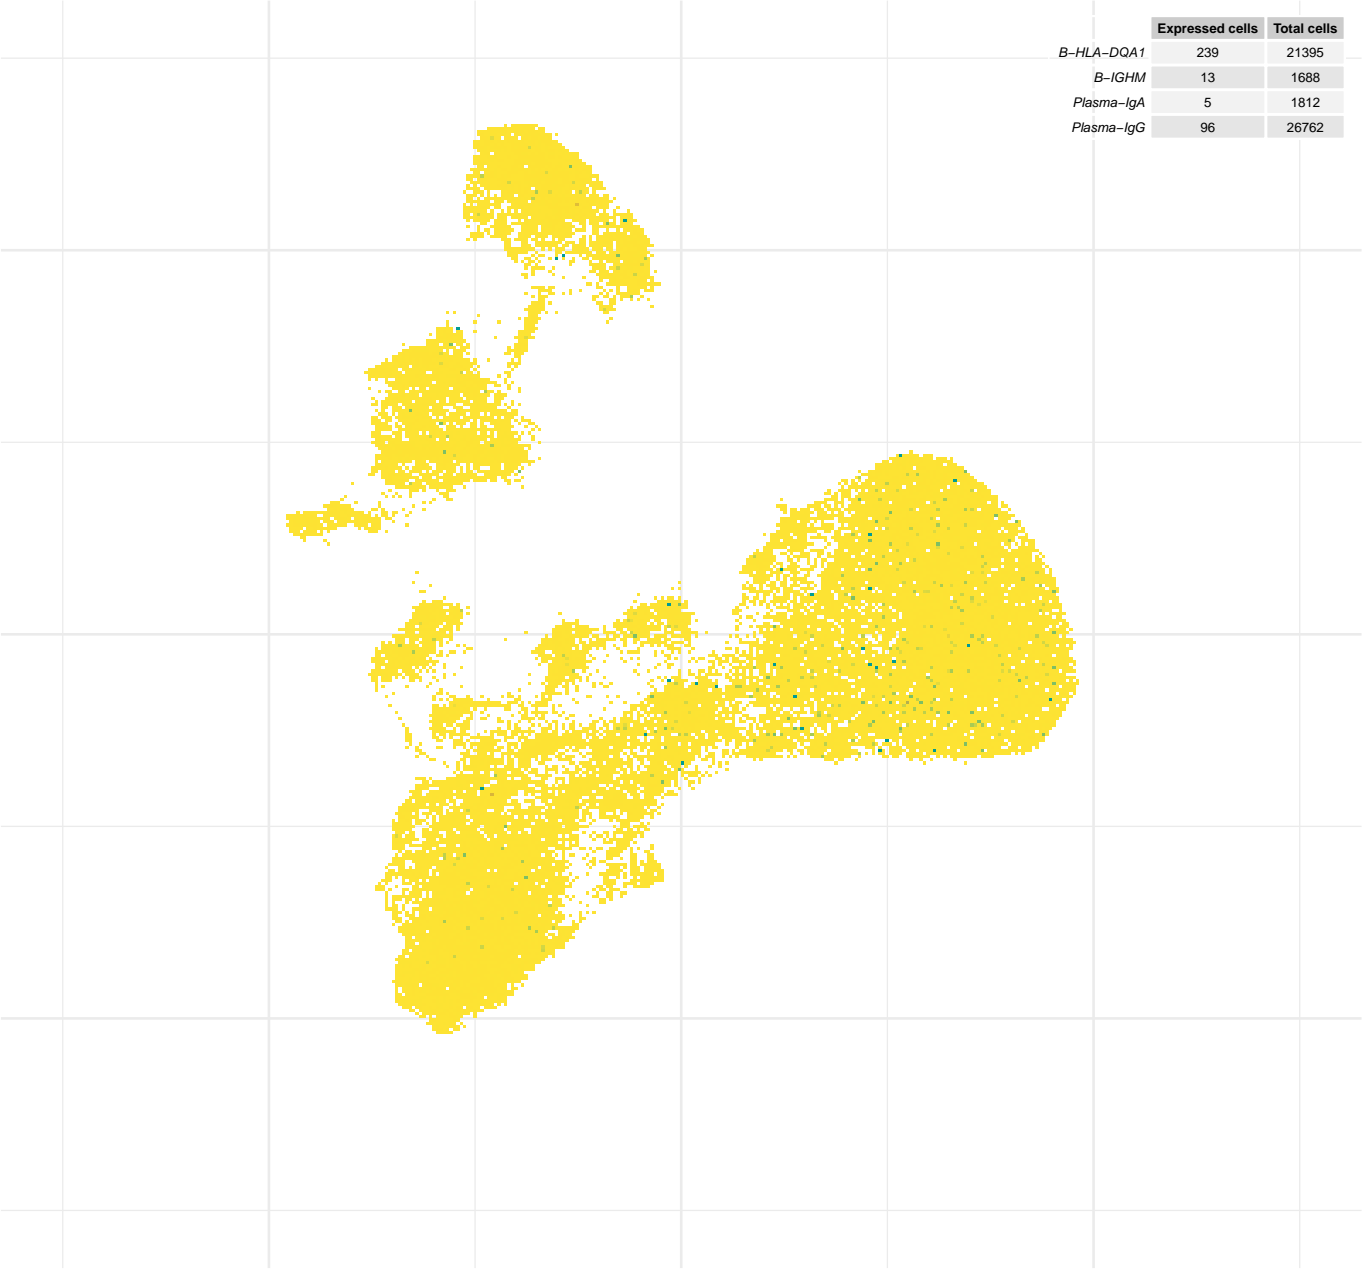 Expressed cells Total cells
B−HLA−DQA1 239 21395
B−IGHM 13 1688
Plasma−IgA 5 1812
Plasma−IgG 96 26762